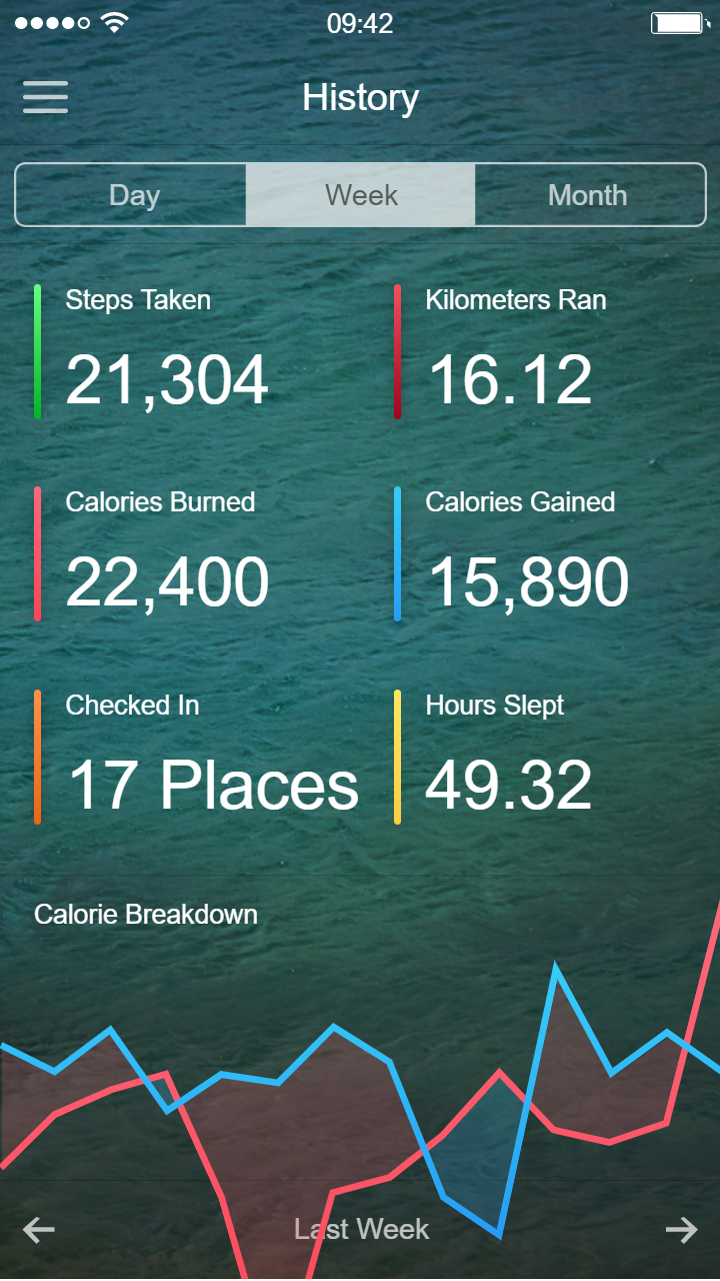 09:42
History
Day Week Month
Steps Taken
21,304
Kilometers Ran
16.12
Calories Burned
22,400
Calories Gained
15,890
Checked In
17 Places
Hours Slept
49.32
Calorie Breakdown
Last Week